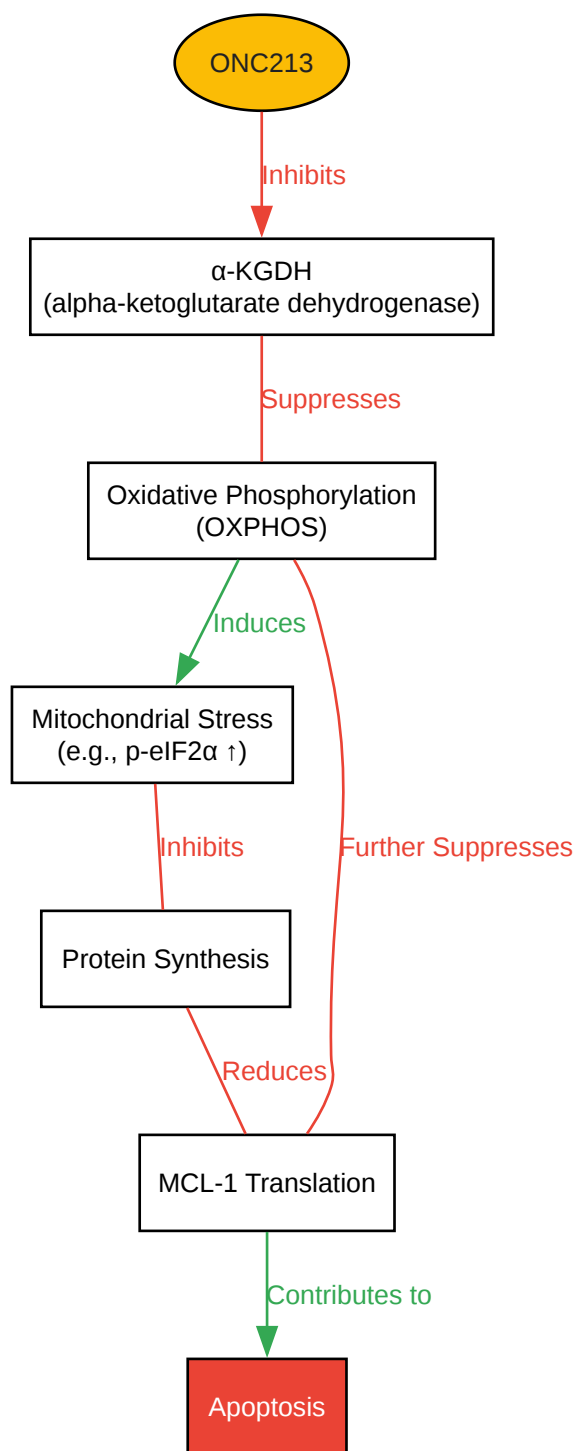 ONC213
Inhibits
α-KGDH
(alpha-ketoglutarate dehydrogenase)
Suppresses
Oxidative Phosphorylation
(OXPHOS)
Induces
Mitochondrial Stress
(e.g., p-eIF2α ↑)
Inhibits
Further Suppresses
Protein Synthesis
Reduces
MCL-1 Translation
Contributes to
Apoptosis